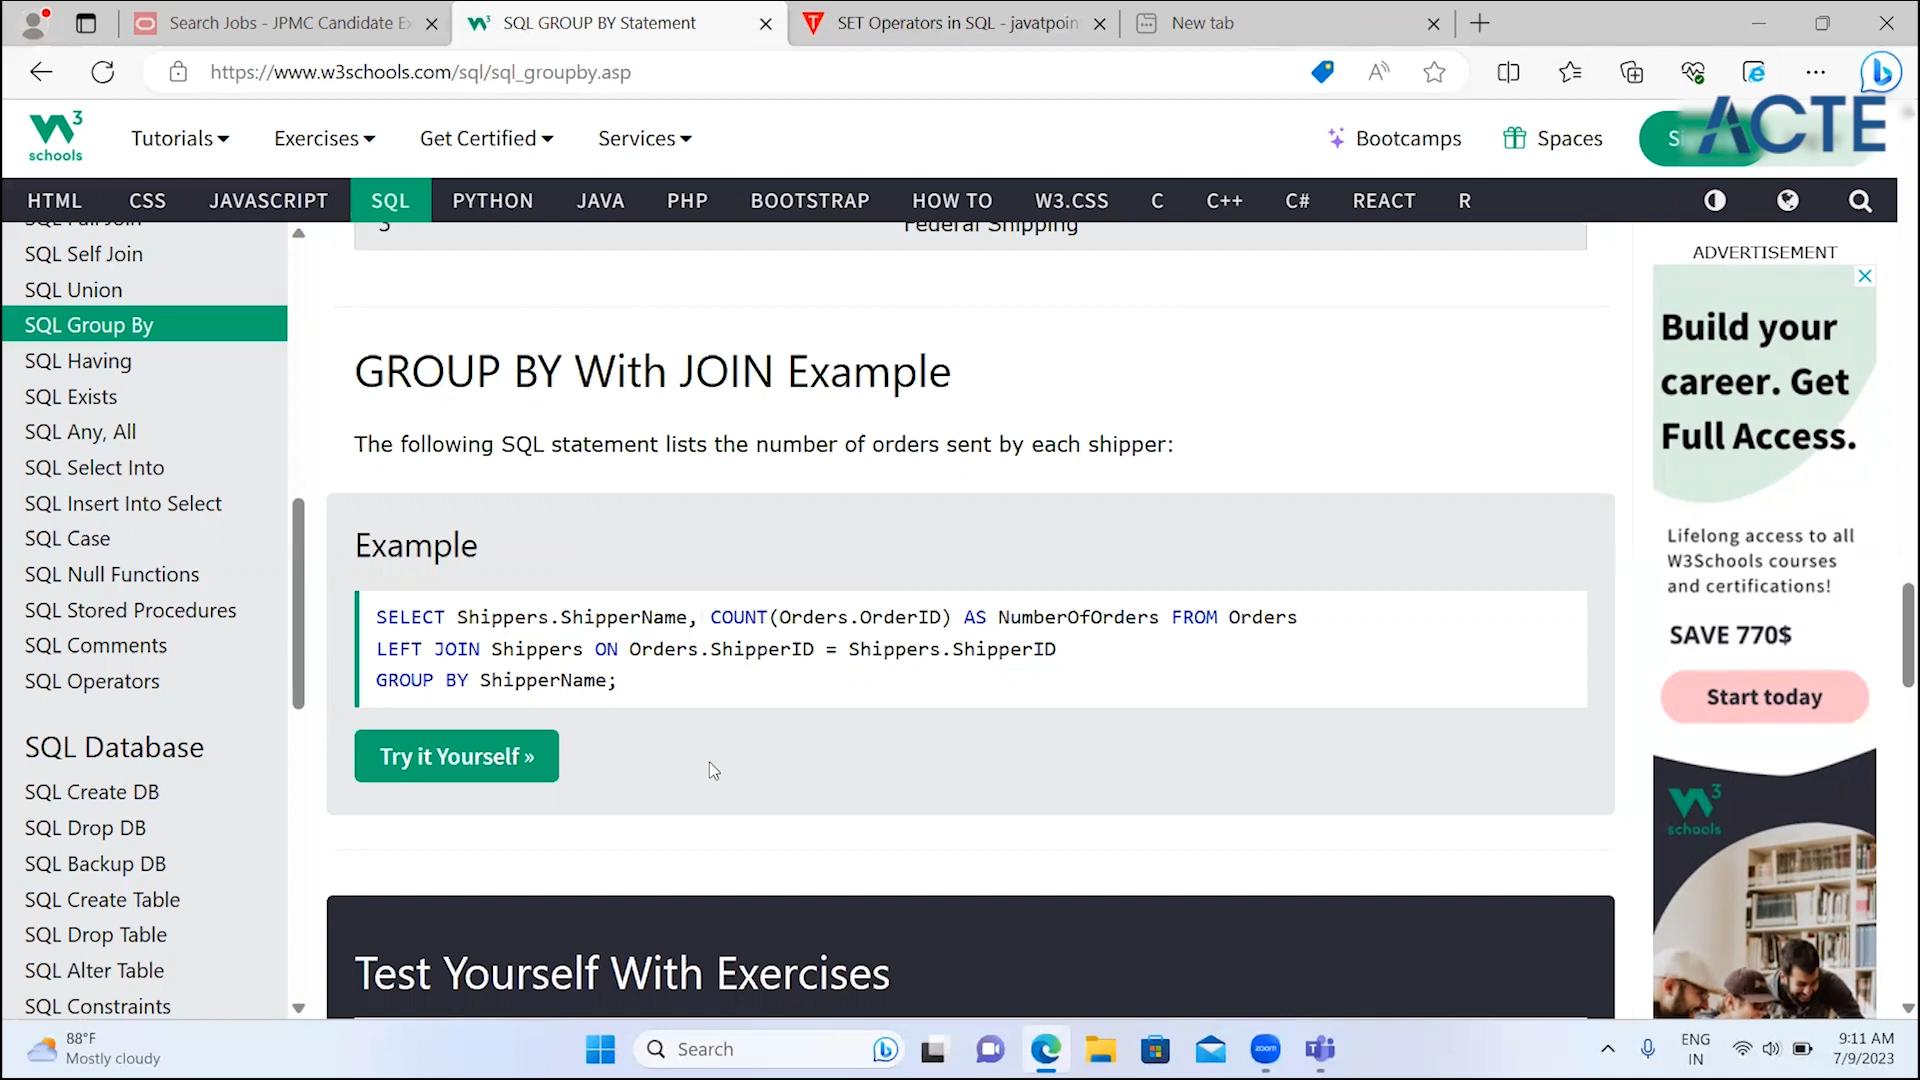 Search Jobs - JPMC Candidate Ex
SQL GROUP BY Statement
SET Operators in SQL - javatpoin
New tab
https://www.w3schools.com/sql/sql_groupby.asp
3
schools
Tutorials
Exercises
Get Certified
Services
Bootcamps
Spaces
ACTE
HTML
CSS
JAVASCRIPT
SQL
PYTHON
JAVA
PHP
BOOTSTRAP
HOW TO
W3.CSS
C
C++
C#
REACT
R
SQL Full Join
SQL Self Join
SQL Union
SQL Group By
SQL Having
SQL Exists
SQL Any, All
SQL Select Into
SQL Insert Into Select
SQL Case
SQL Null Functions
SQL Stored Procedures
SQL Comments
SQL Operators
SQL Database
SQL Create DB
SQL Drop DB
SQL Backup DB
SQL Create Table
SQL Drop Table
SQL Alter Table
SQL Constraints
3 Federal Shipping
GROUP BY With JOIN Example
The following SQL statement lists the number of orders sent by each shipper:
Example
SELECT Shippers.ShipperName, COUNT(Orders.OrderID) AS NumberOfOrders FROM Orders
LEFT JOIN Shippers ON Orders.ShipperID = Shippers.ShipperID
GROUP BY ShipperName;
Try it Yourself »
Test Yourself With Exercises
ADVERTISEMENT
Build your
career. Get
Full Access.
Lifelong access to all
W3Schools courses
and certifications!
SAVE 770$
Start today
3
schools
88°F
Mostly cloudy
Search
zoom
ENG
IN
9:11 AM
7/9/2023